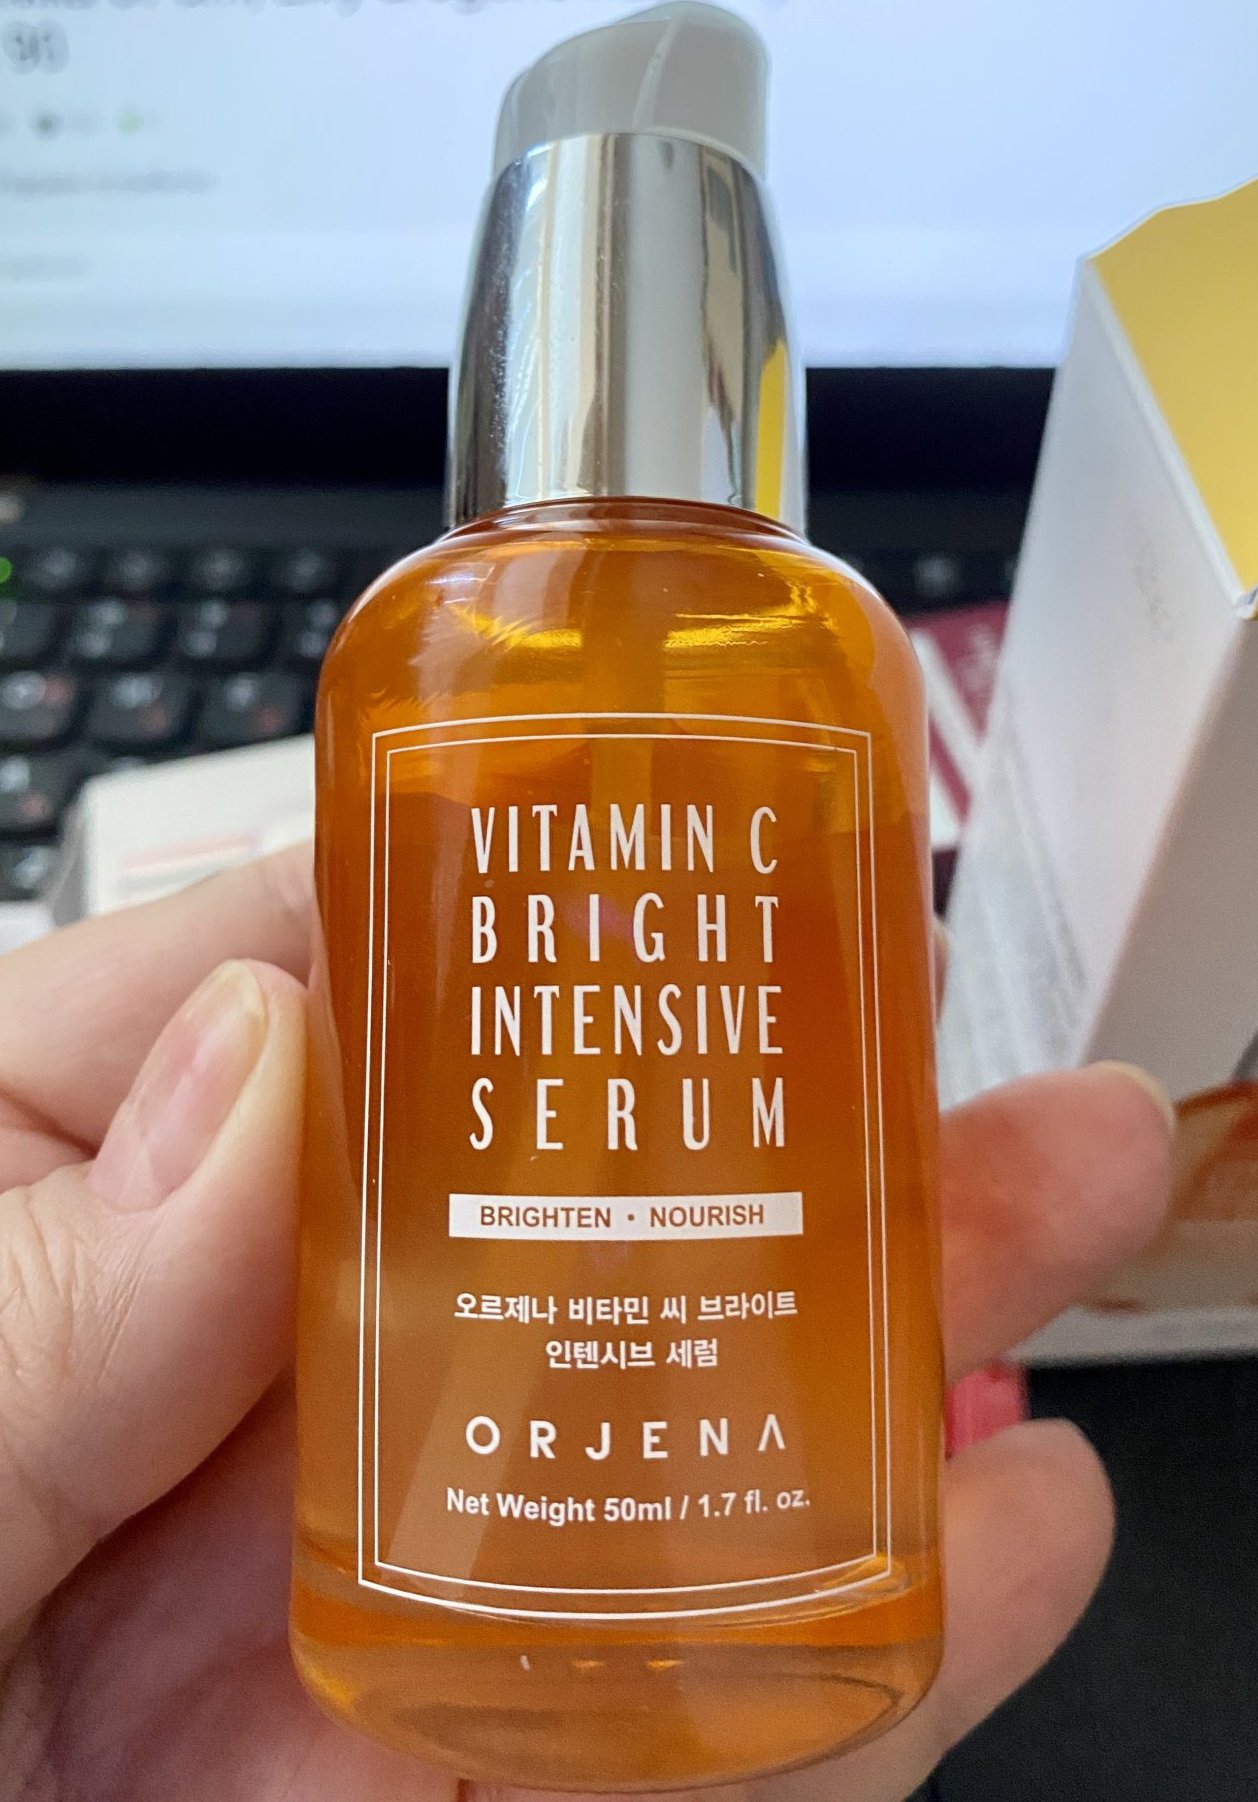 90
VITAMIN C
BRIGHT
INTENSIVE
SERUM
BRIGHTEN • NOURISH
오르제나 비타민 씨 브라이트
인텐시브 세럼
ORJENA
Net Weight 50ml / 1.7 fl. oz.